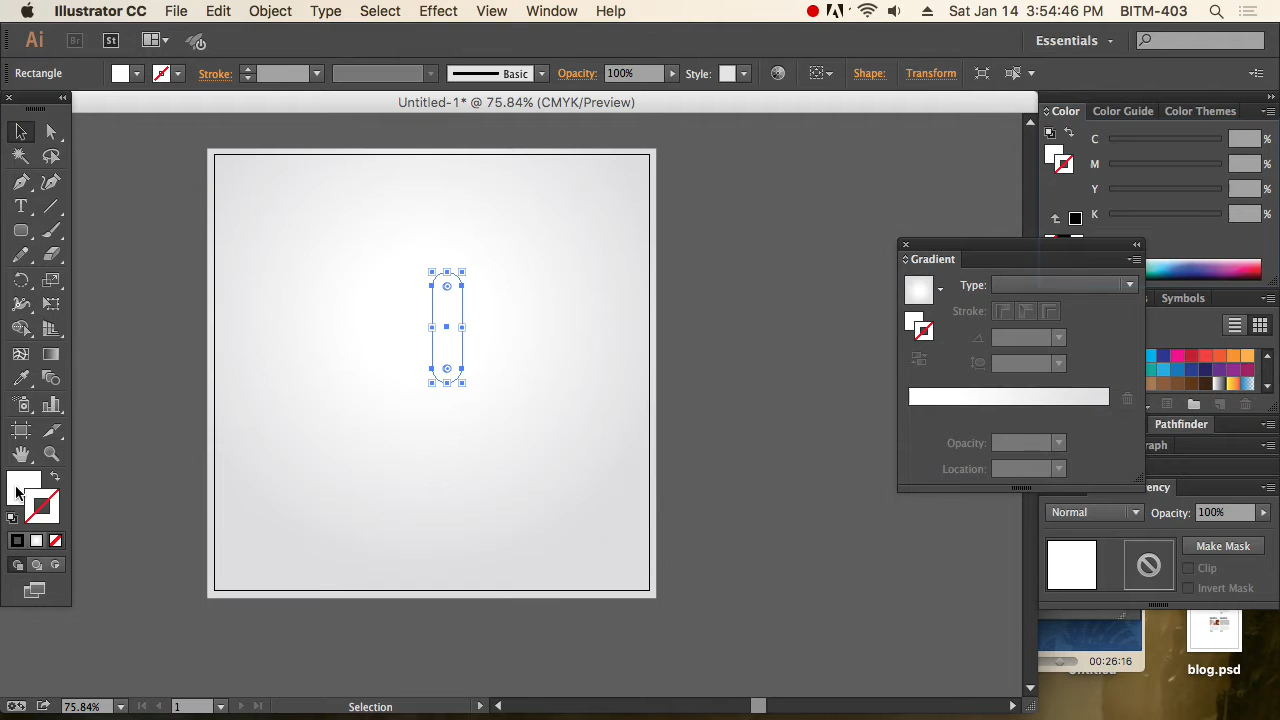 Illustrator CC File Edit Object Type Select Effect View Window Help Sat Jan 14 3:54:46 PM BITM-403
Ai Br St Essentials
Rectangle Stroke: Basic Opacity: 100% Style: Shape: Transform
Untitled-1* @ 75.84% (CMYK/Preview)
Color Color Guide Color Themes
C %
M %
Y %
K %
Gradient
Type:
Stroke:
Opacity:
Location:
Symbols
Pathfinder
Normal Opacity: 100%
Make Mask
Clip
Invert Mask
00:26:16
blog.psd
75.84% 1 Selection